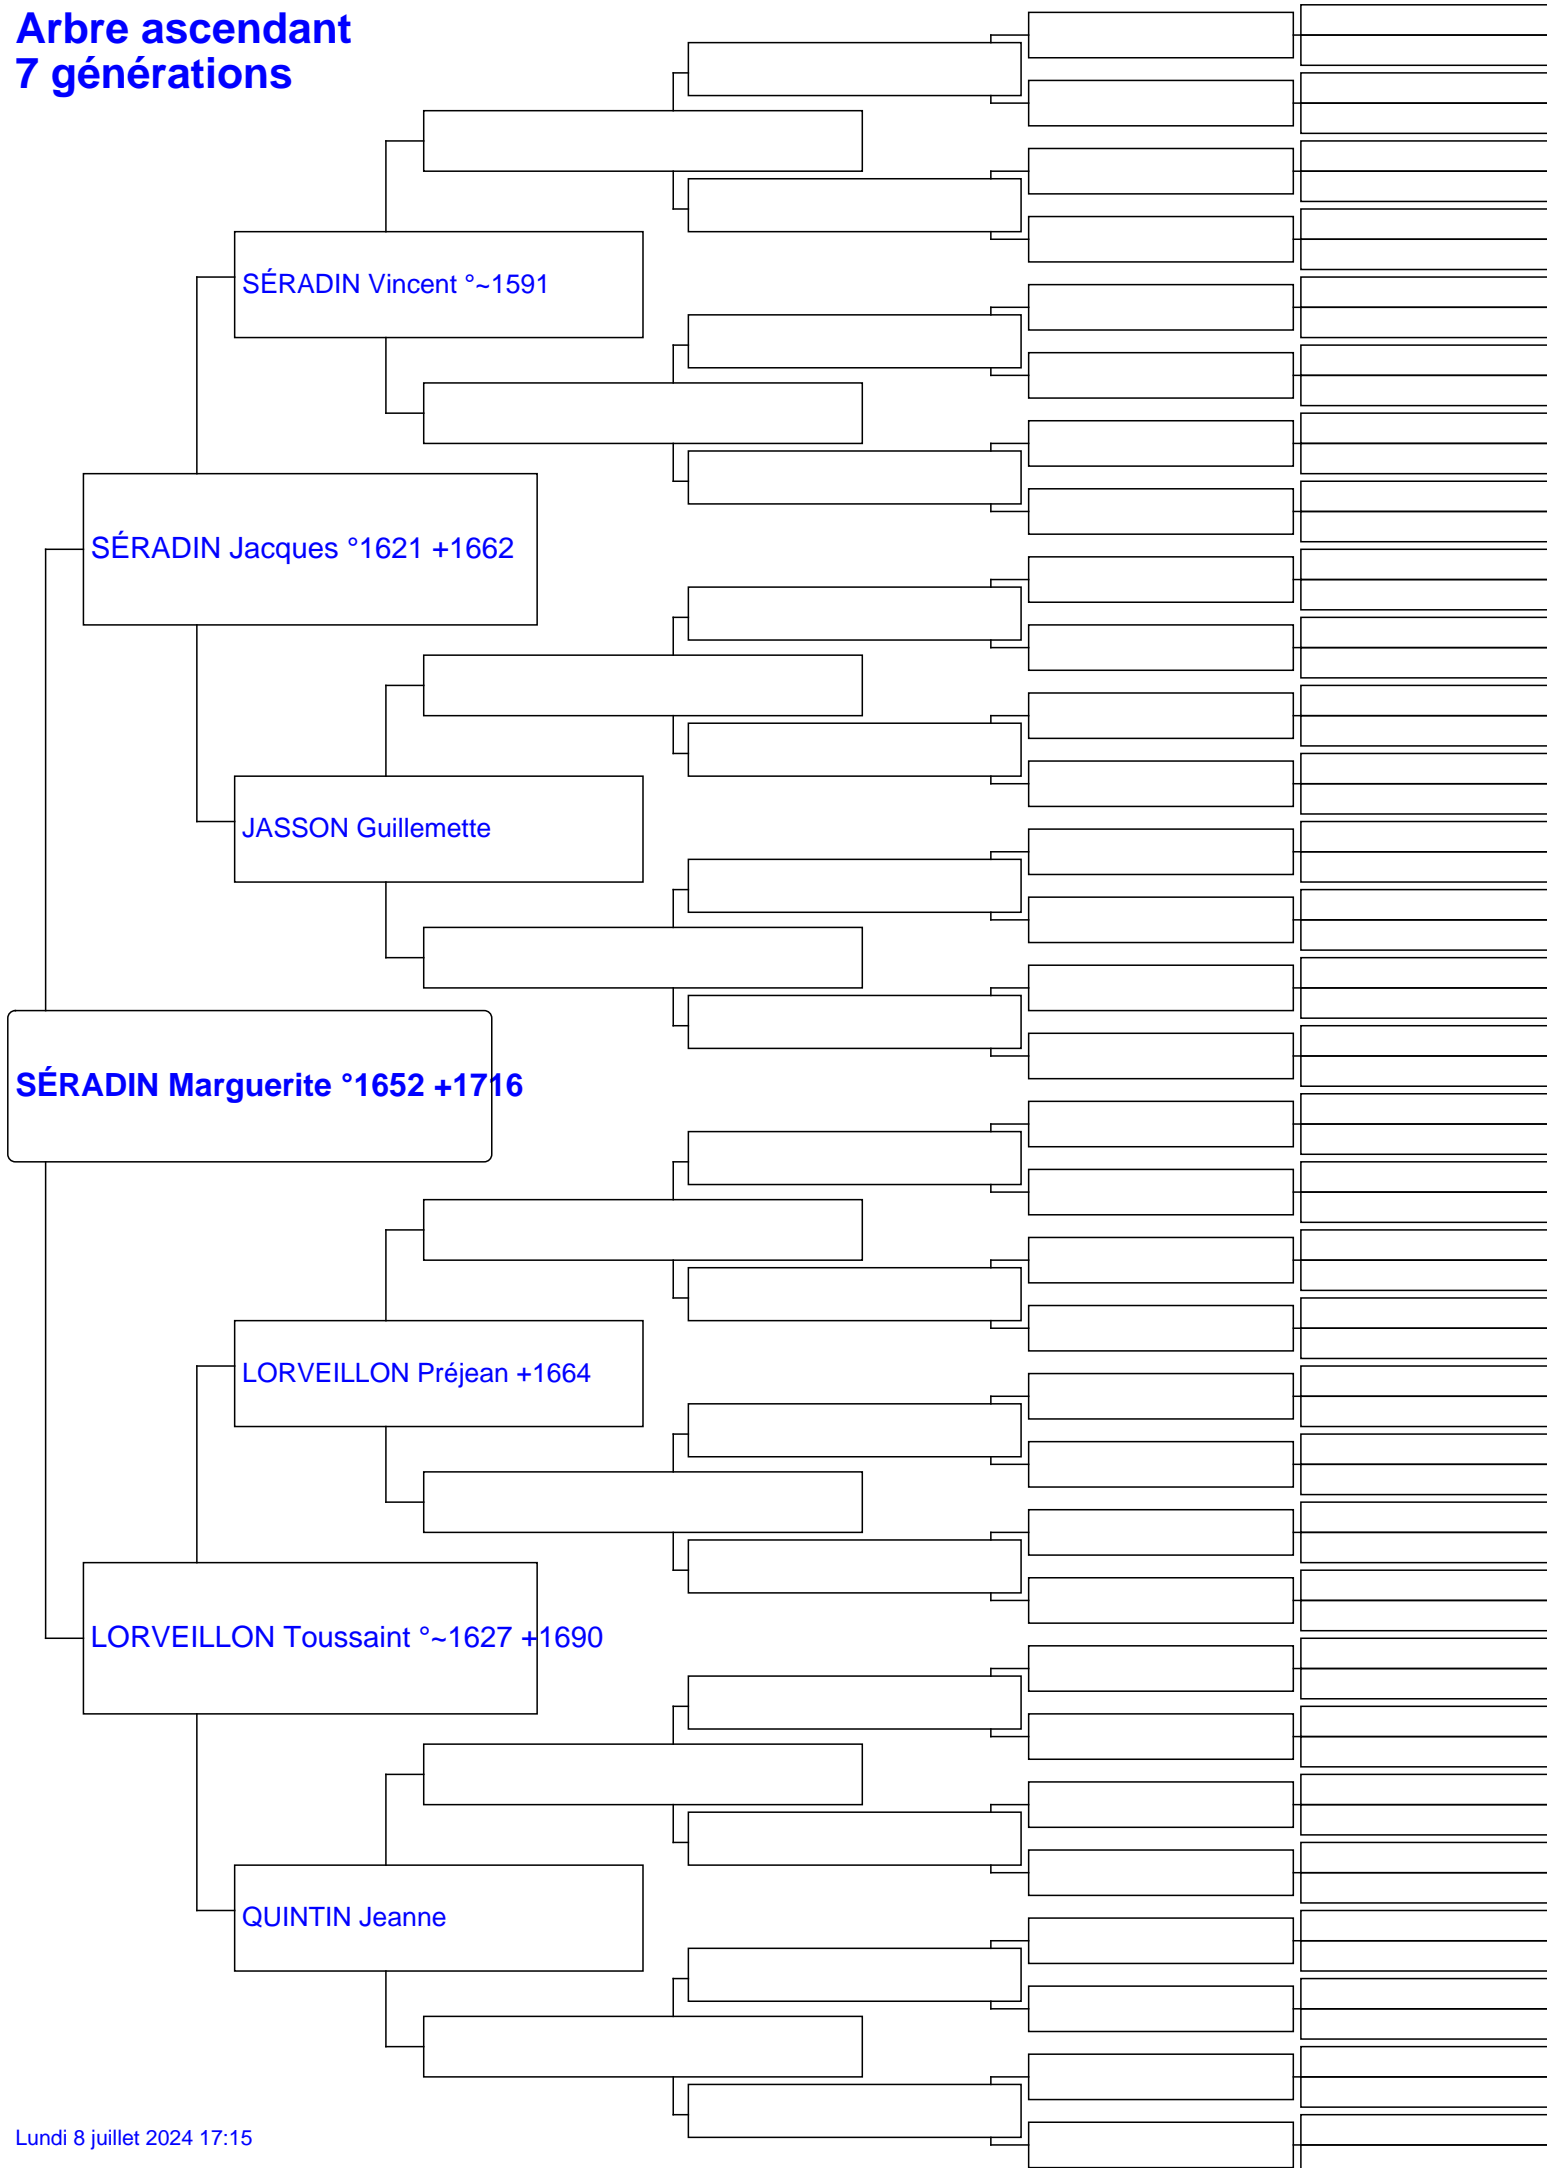 Arbre ascendant
7 générations
SÉRADIN Vincent °~1591
SÉRADIN Jacques °1621 +1662
JASSON Guillemette
SÉRADIN Marguerite °1652 +1716
LORVEILLON Préjean +1664
LORVEILLON Toussaint °~1627 +1690
QUINTIN Jeanne
Lundi 8 juillet 2024 17:15